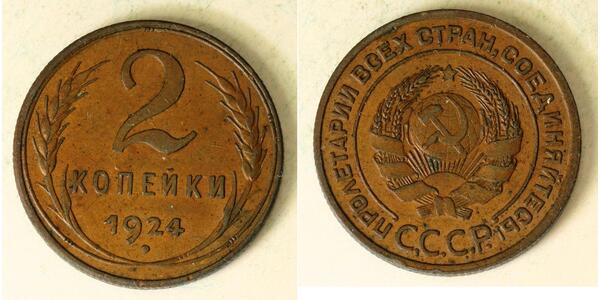 2
КОПЕЙКИ
1924
ПРОЛЕТАРИИ ВСЕХ СТРАН, СОЕДИНЯЙТЕСЬ!
С.С.С.Р.